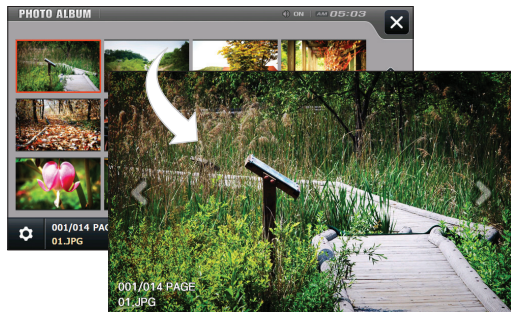 PHOTO ALBUM
ON AM 05:03
001/014 PAG
01.JPG
001/014 PAGE
01.JPG